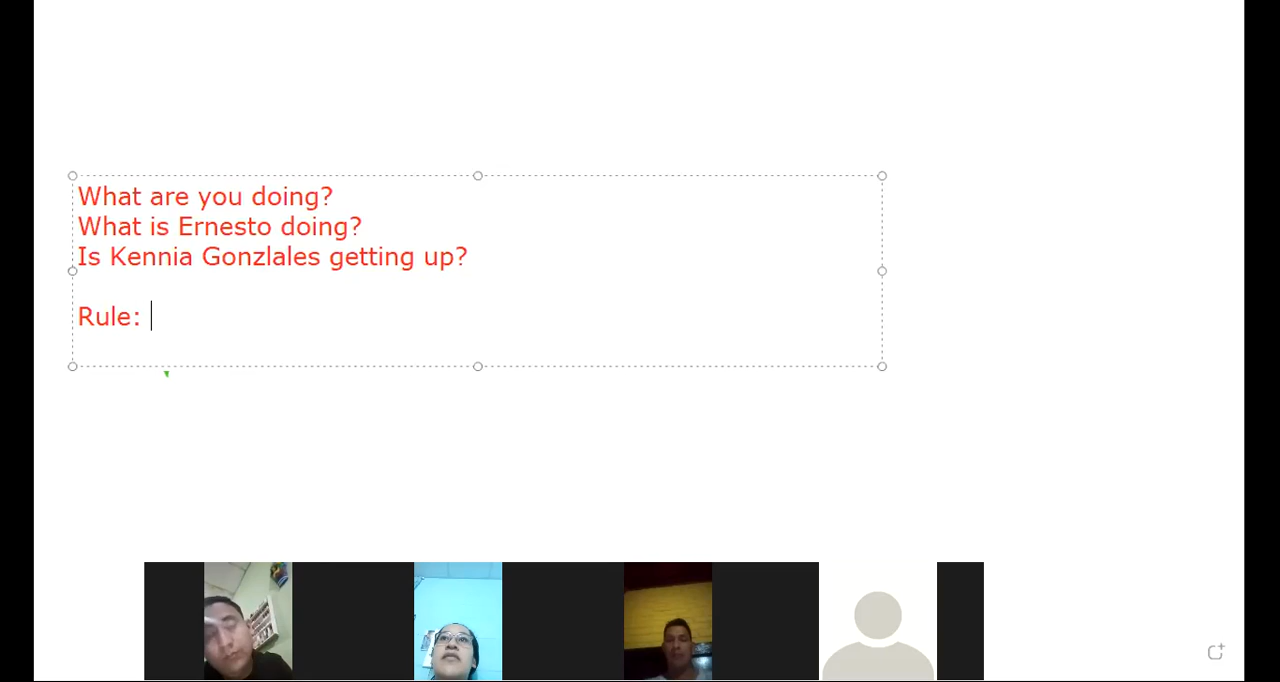 What are you doing?
What is Ernesto doing?
Is Kennia Gonzlales getting up?
Rule: